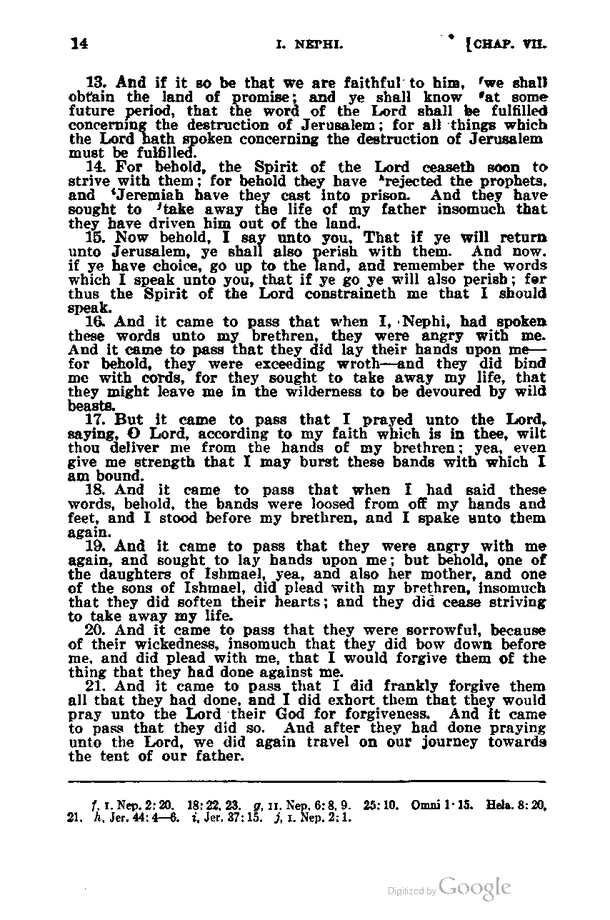 14 I. NEPHI. [CHAP. VII.
13. And if it so be that we are faithful to him, fwe shall
obtain the land of promise; and ye shall know gat some
future period, that the word of the Lord shall be fulfilled
concerning the destruction of Jerusalem; for all things which
the Lord hath spoken concerning the destruction of Jerusalem
must be fulfilled.
14. For behold, the Spirit of the Lord ceaseth soon to
strive with them; for behold they have hrejected the prophets,
and iJeremiah have they cast into prison. And they have
sought to jtake away the life of my father insomuch that
they have driven him out of the land.
15. Now behold, I say unto you, That if ye will return
unto Jerusalem, ye shall also perish with them. And now,
if ye have choice, go up to the land, and remember the words
which I speak unto you, that if ye go ye will also perish; for
thus the Spirit of the Lord constraineth me that I should
speak.
16. And it came to pass that when I, Nephi, had spoken
these words unto my brethren, they were angry with me.
And it came to pass that they did lay their hands upon me—
for behold, they were exceeding wroth—and they did bind
me with cords, for they sought to take away my life, that
they might leave me in the wilderness to be devoured by wild
beasts.
17. But it came to pass that I prayed unto the Lord,
saying, O Lord, according to my faith which is in thee, wilt
thou deliver me from the hands of my brethren; yea, even
give me strength that I may burst these bands with which I
am bound.
18. And it came to pass that when I had said these
words, behold, the bands were loosed from off my hands and
feet, and I stood before my brethren, and I spake unto them
again.
19. And it came to pass that they were angry with me
again, and sought to lay hands upon me; but behold, one of
the daughters of Ishmael, yea, and also her mother, and one
of the sons of Ishmael, did plead with my brethren, insomuch
that they did soften their hearts; and they did cease striving
to take away my life.
20. And it came to pass that they were sorrowful, because
of their wickedness, insomuch that they did bow down before
me, and did plead with me, that I would forgive them of the
thing that they had done against me.
21. And it came to pass that I did frankly forgive them
all that they had done, and I did exhort them that they would
pray unto the Lord their God for forgiveness. And it came
to pass that they did so. And after they had done praying
unto the Lord, we did again travel on our journey towards
the tent of our father.
f, I. Nep. 2:20. 18:22, 23. g, II. Nep. 6:8, 9. 25:10. Omni 1:15. Hela. 8:20,
21. h, Jer. 44:4—6. i, Jer. 37:15. j, I. Nep. 2:1.
Digitized by Google